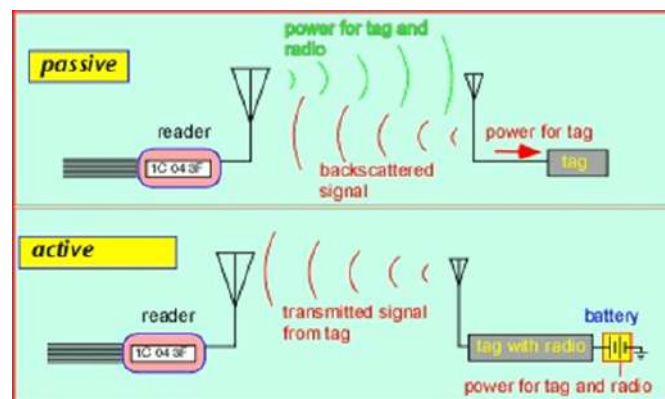 power for tag and
radio
passive
reader
power for tag
1C 04 3F
backscattered
signal
tag
active
reader
transmitted signal
from tag
battery
1C 04 3F
tag with radio
power for tag and radio